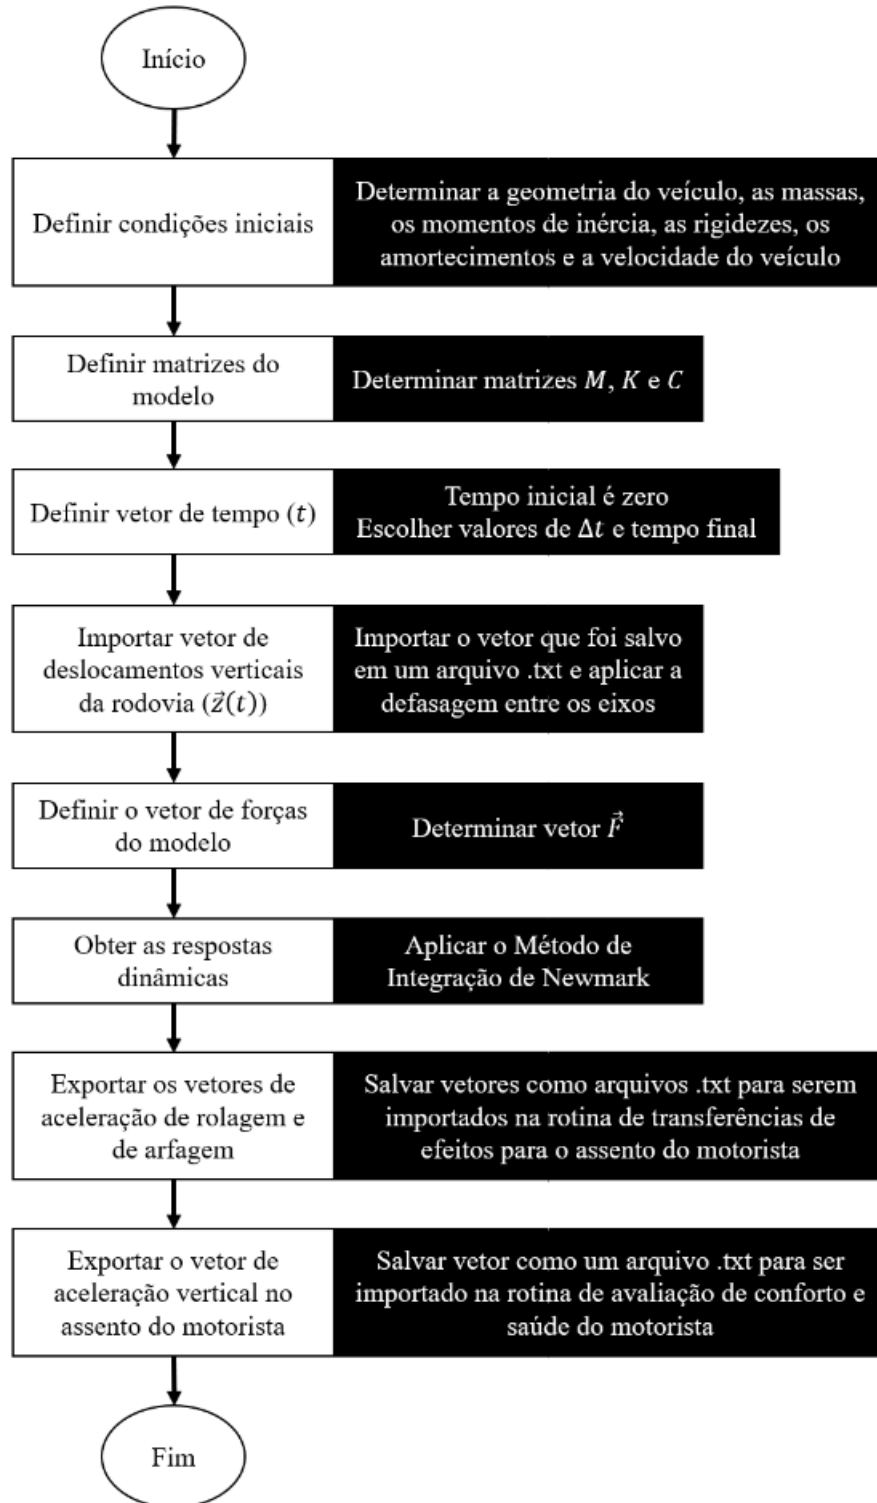 Início
Definir condições iniciais
Determinar a geometria do veículo, as massas,
os momentos de inércia, as rigidezes, os
amortecimentos e a velocidade do veículo
Definir matrizes do
modelo
Determinar matrizes M, K e C
Definir vetor de tempo (t)
Tempo inicial é zero
Escolher valores de Δt e tempo final
Importar vetor de
deslocamentos verticais
da rodovia (z⃗(t))
Importar o vetor que foi salvo
em um arquivo .txt e aplicar a
defasagem entre os eixos
Definir o vetor de forças
do modelo
Determinar vetor F⃗
Obter as respostas
dinâmicas
Aplicar o Método de
Integração de Newmark
Exportar os vetores de
aceleração de rolagem e
de arfagem
Salvar vetores como arquivos .txt para serem
importados na rotina de transferências de
efeitos para o assento do motorista
Exportar o vetor de
aceleração vertical no
assento do motorista
Salvar vetor como um arquivo .txt para ser
importado na rotina de avaliação de conforto e
saúde do motorista
Fim